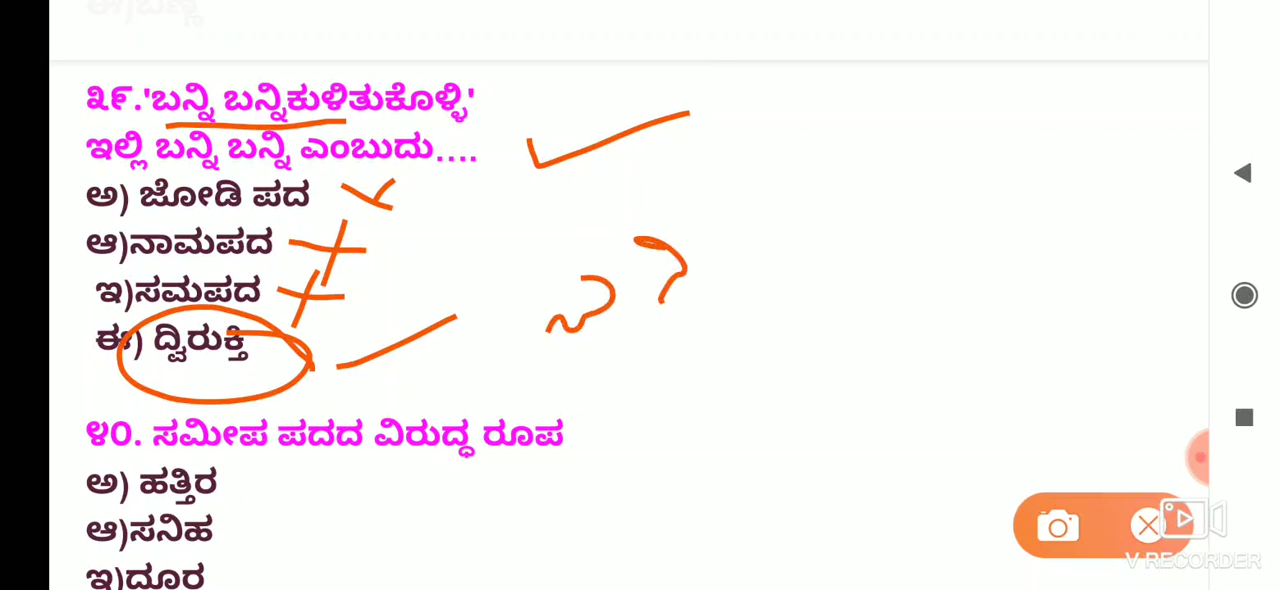 ೩೯.'ಬನ್ನಿ ಬನ್ನಿಕುಳಿತುಕೊಳ್ಳಿ'
ಇಲ್ಲಿ ಬನ್ನಿ ಬನ್ನಿ ಎಂಬುದು....
ಅ) ಜೋಡಿ ಪದ
ಆ)ನಾಮಪದ
ಇ)ಸಮಪದ
ಈ) ದ್ವಿರುಕ್ತಿ
೪೦. ಸಮೀಪ ಪದದ ವಿರುದ್ಧ ರೂಪ
ಅ) ಹತ್ತಿರ
ಆ)ಸನಿಹ
ಇ)ದೂರ
V RECORDER